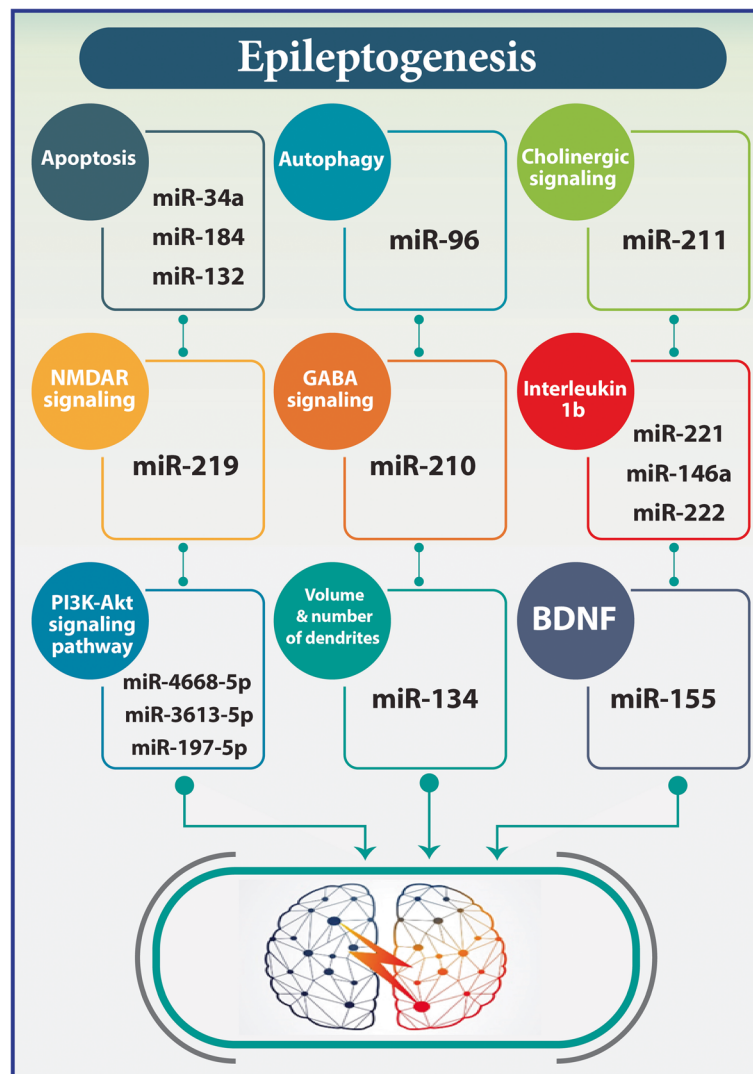 Epileptogenesis
Apoptosis
miR-34a
miR-184
miR-132
Autophagy
miR-96
Cholinergic
signaling
miR-211
NMDAR
signaling
miR-219
GABA
signaling
miR-210
Interleukin
1b
miR-221
miR-146a
miR-222
PI3K-Akt
signaling
pathway
miR-4668-5p
miR-3613-5p
miR-197-5p
Volume
& number
of dendrites
miR-134
BDNF
miR-155